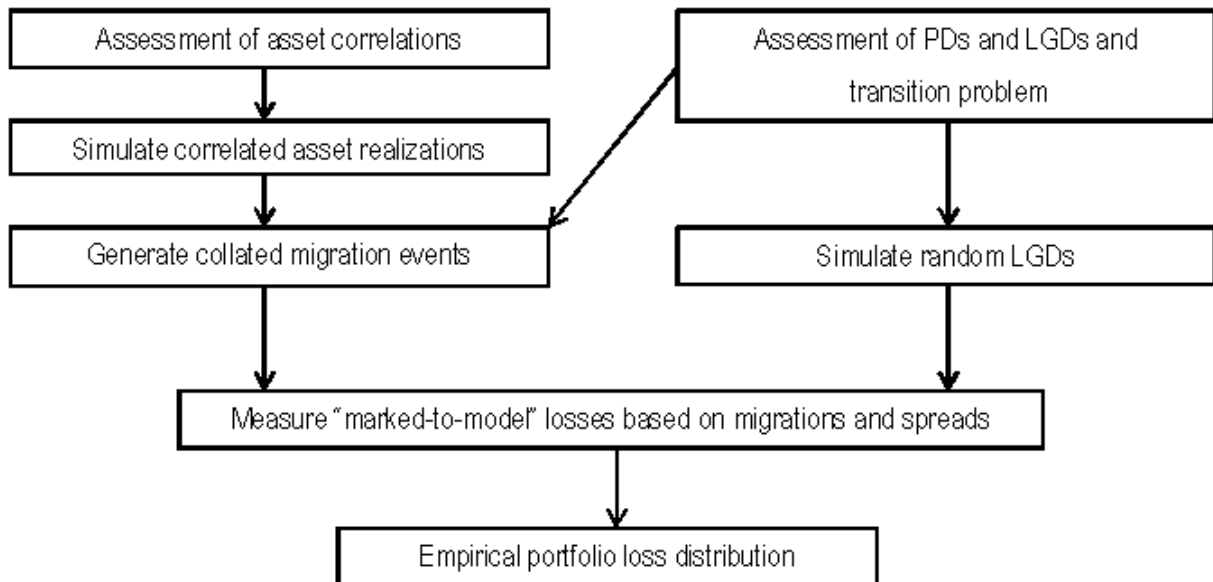 Assessment of asset correlations
Assessment of PDs and LGDs and
transition problem
Simulate correlated asset realizations
Generate collated migration events
Simulate random LGDs
Measure “marked-to-model” losses based on migrations and spreads
Empirical portfolio loss distribution